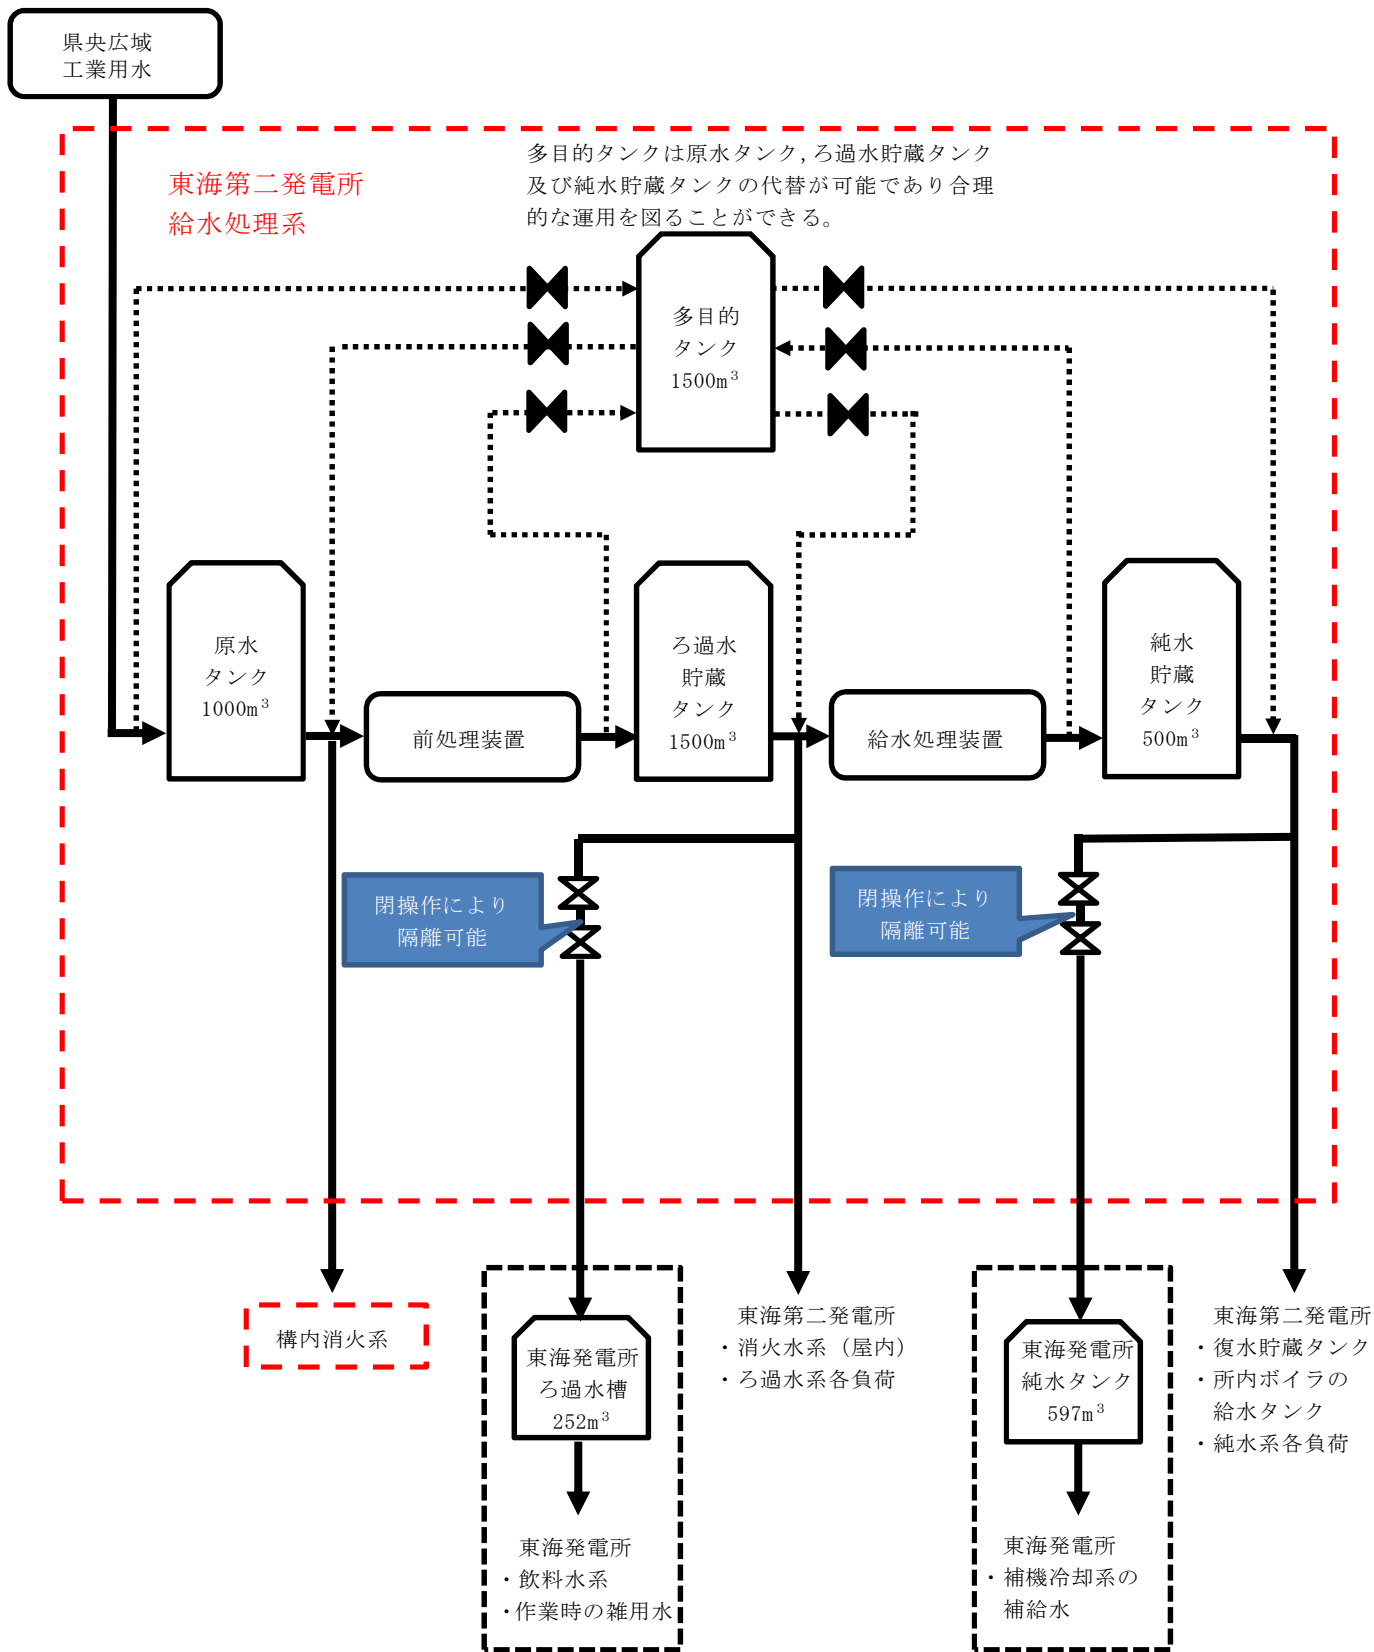 県央広域
工業用水
東海第二発電所
給水処理系
多目的タンクは原水タンク,ろ過水貯蔵タンク
及び純水貯蔵タンクの代替が可能であり合理
的な運用を図ることができる。
多目的
タンク
1500m³
原水
タンク
1000m³
前処理装置
ろ過水
貯蔵
タンク
1500m³
給水処理装置
純水
貯蔵
タンク
500m³
閉操作により
隔離可能
閉操作により
隔離可能
構内消火系
東海発電所
ろ過水槽
252m³
東海発電所
・飲料水系
・作業時の雑用水
東海第二発電所
・消火水系（屋内）
・ろ過水系各負荷
東海発電所
純水タンク
597m³
東海発電所
・補機冷却系の
補給水
東海第二発電所
・復水貯蔵タンク
・所内ボイラの
給水タンク
・純水系各負荷